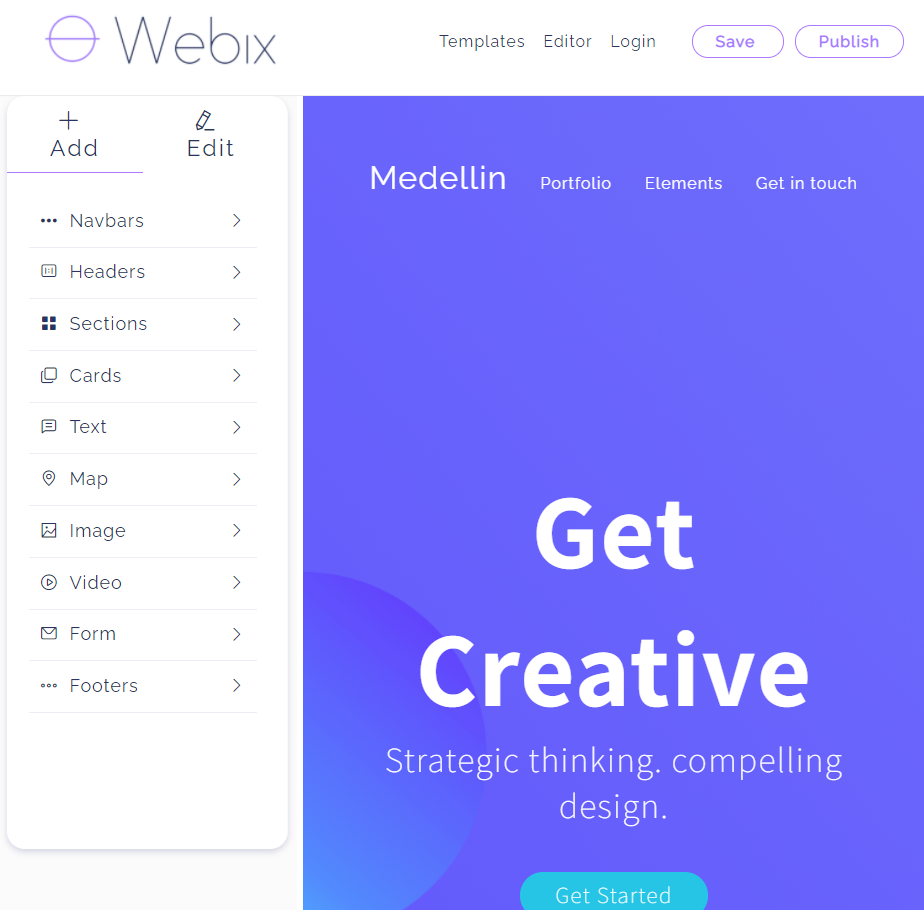 Webix
Templates Editor Login Save Publish
Add Edit
Navbars
Headers
Sections
Cards
Text
Map
Image
Video
Form
Footers
Medellin Portfolio Elements Get in touch
Get
Creative
Strategic thinking. compelling
design.
Get Started